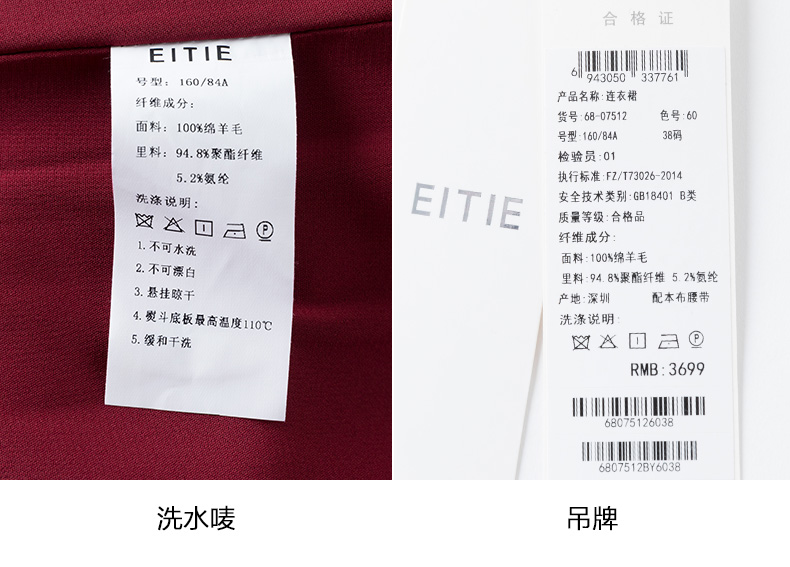 EITIE
号型: 160/84A
纤维成分:
面料: 100%绵羊毛
里料: 94.8%聚酯纤维
5.2%氨纶
洗涤说明:
P
1.不可水洗
2.不可漂白
3.悬挂晾干
4.熨斗底板最高温度110℃
5.缓和干洗
洗水唛
EITIE
合格证
6 943050 337761
产品名称:连衣裙
货号:68-07512 色号:60
号型:160/84A 38码
检验员:01
执行标准:FZ/T73026-2014
安全技术类别:GB18401 B类
质量等级:合格品
纤维成分:
面料:100%绵羊毛
里料:94.8%聚酯纤维 5.2%氨纶
产地:深圳 配本布腰带
洗涤说明:
P
RMB:3699
68075126038
6807512BY6038
吊牌